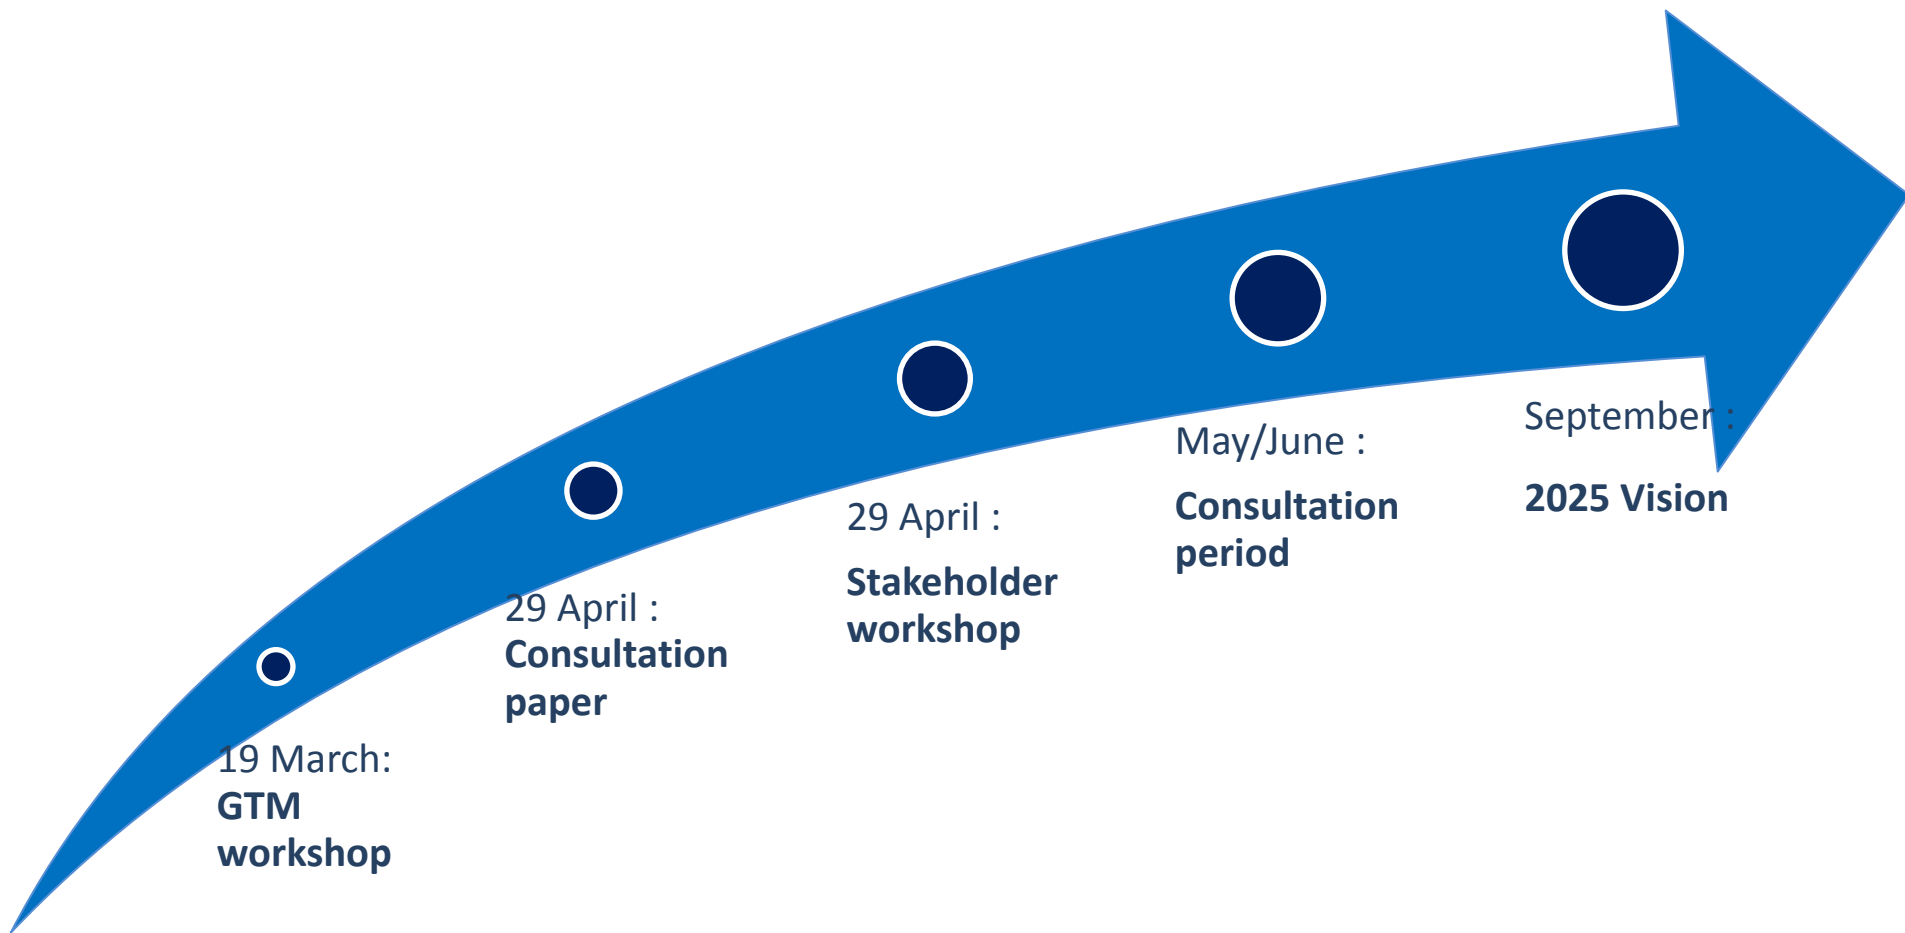 19 March:
GTM
workshop
29 April :
Consultation
paper
29 April :
Stakeholder
workshop
May/June :
Consultation
period
September :
2025 Vision